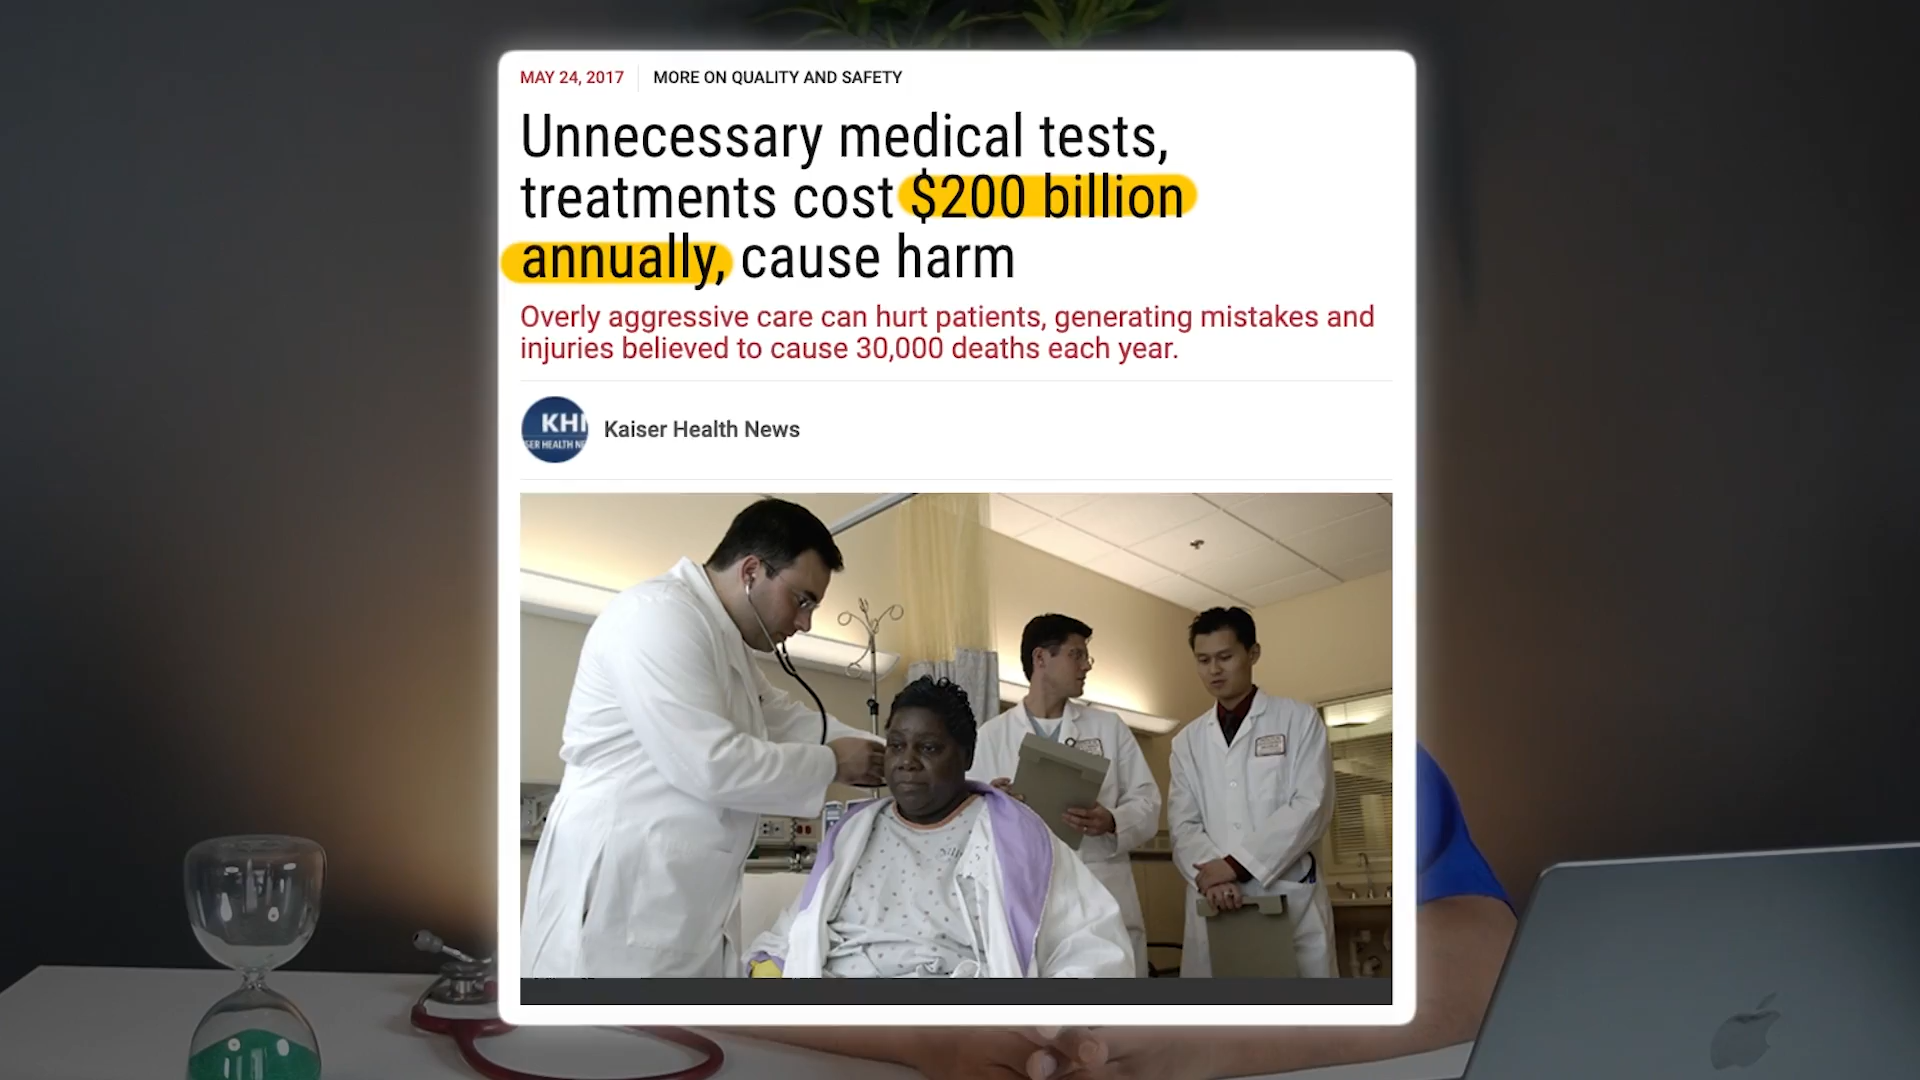 MAY 24, 2017 MORE ON QUALITY AND SAFETY
Unnecessary medical tests,
treatments cost $200 billion
annually, cause harm
Overly aggressive care can hurt patients, generating mistakes and
injuries believed to cause 30,000 deaths each year.
KH
Kaiser Health News